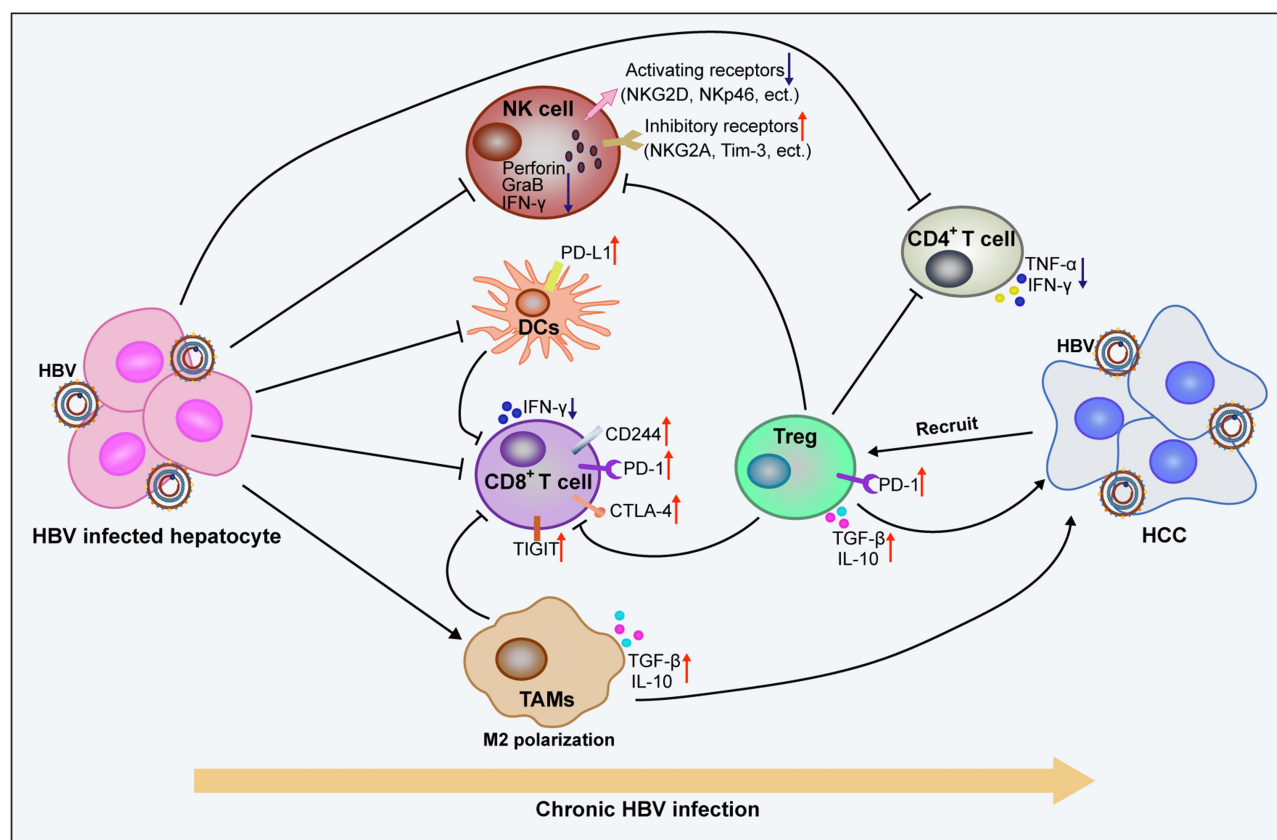 Activating receptors
(NKG2D, NKp46, ect.)
NK cell
Inhibitory receptors
(NKG2A, Tim-3, ect.)
Perforin
GraB
IFN-γ
CD4⁺ T cell
TNF-α
IFN-γ
PD-L1
DCs
HBV
HBV
IFN-γ
CD244
PD-1
CD8⁺ T cell
CTLA-4
TIGIT
Treg
Recruit
PD-1
TGF-β
IL-10
HBV infected hepatocyte
HCC
TGF-β
IL-10
TAMs
M2 polarization
Chronic HBV infection